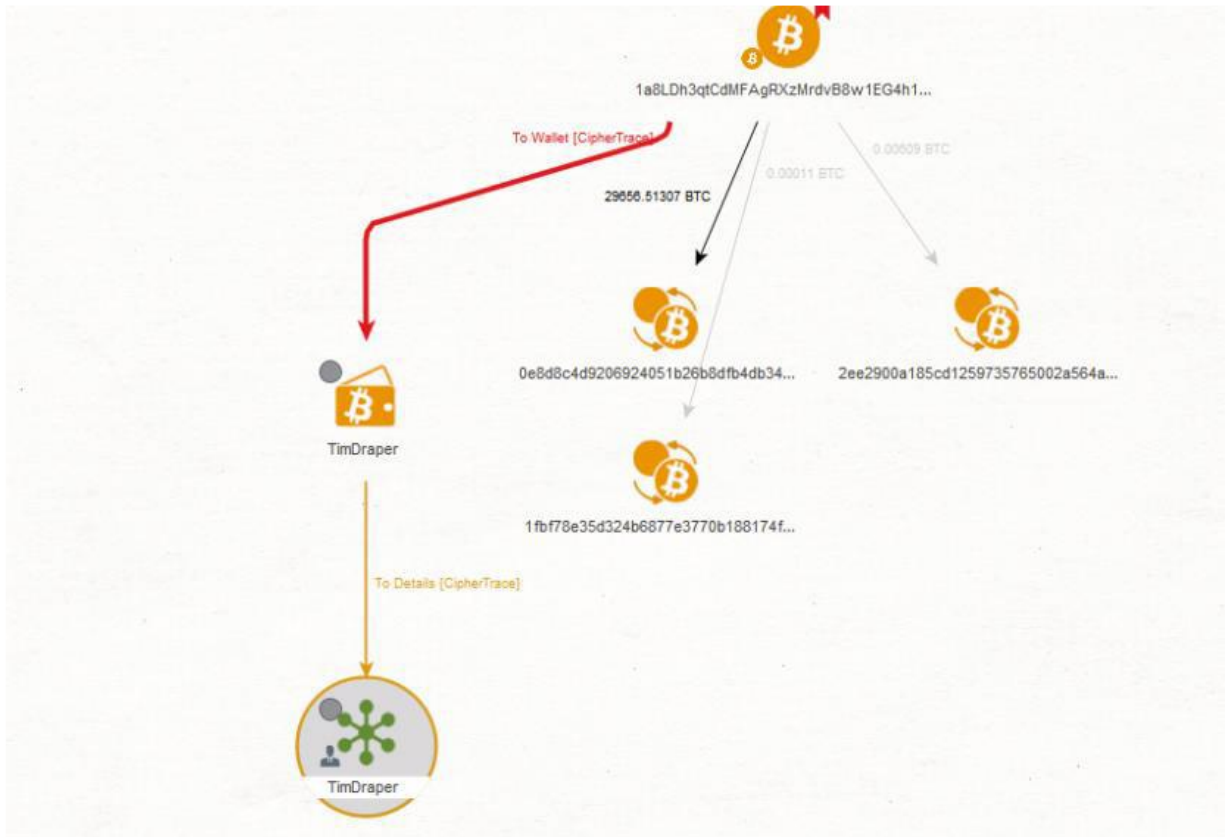 1a8LDh3qtCdMFAgRXzMrdvB8w1EG4h1...
To Wallet [CipherTrace]
0.00609 BTC
0.00011 BTC
29656.51307 BTC
0e8d8c4d9206924051b26b8dfb4db34...
2ee2900a185cd1259735765002a564a...
TimDraper
1fbf78e35d324b6877e3770b188174f...
To Details [CipherTrace]
TimDraper